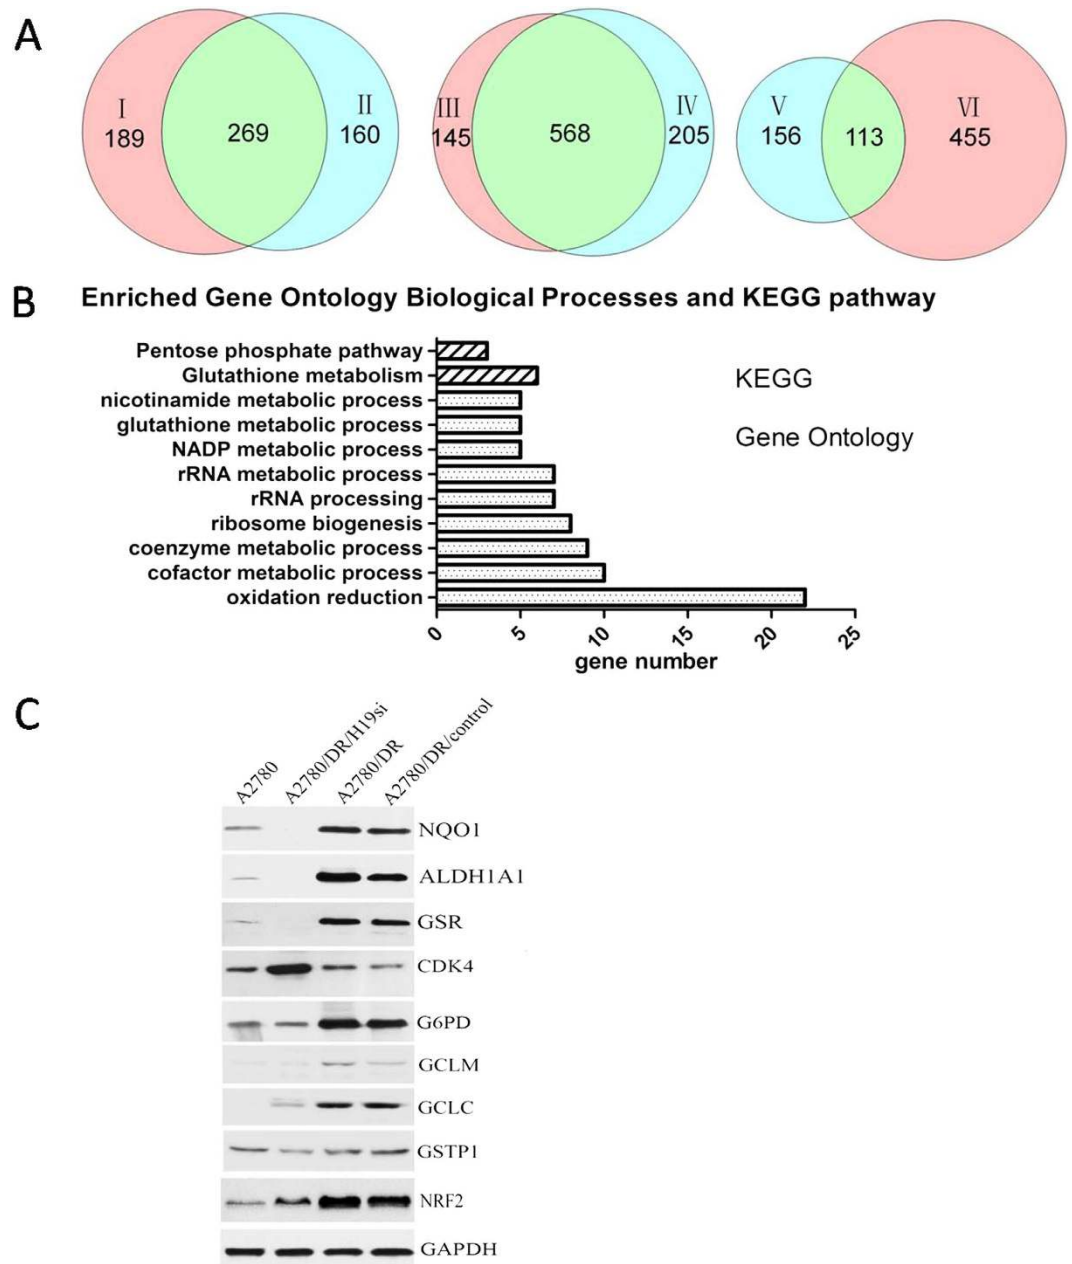 A
I
II
III
IV
V
VI
189
269
160
145
568
205
156
113
455
B
Enriched Gene Ontology Biological Processes and KEGG pathway
Pentose phosphate pathway
Glutathione metabolism
nicotinamide metabolic process
glutathione metabolic process
NADP metabolic process
rRNA metabolic process
rRNA processing
ribosome biogenesis
coenzyme metabolic process
cofactor metabolic process
oxidation reduction
KEGG
Gene Ontology
0 5 10 15 20 25
gene number
C
A2780
A2780/DR/H19si
A2780/DR
A2780/DR/control
NQO1
ALDH1A1
GSR
CDK4
G6PD
GCLM
GCLC
GSTP1
NRF2
GAPDH